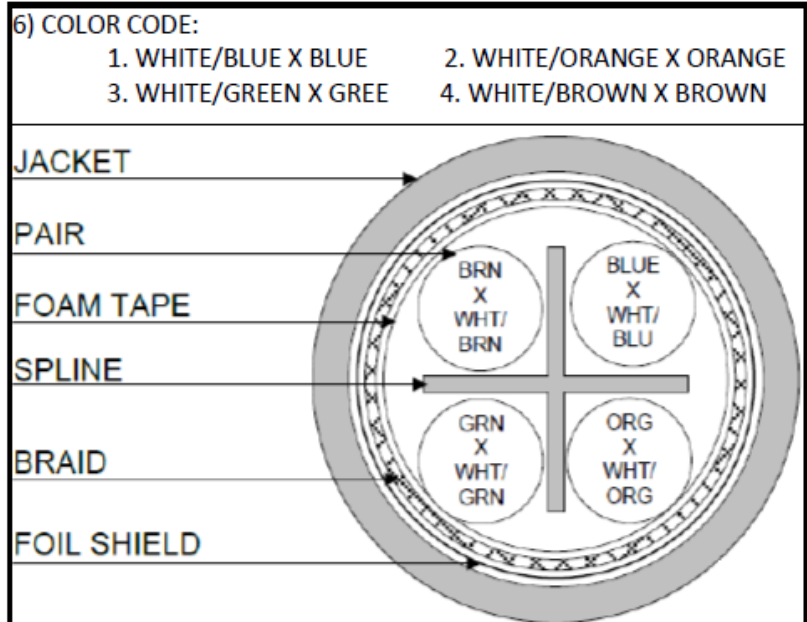 6) COLOR CODE:
1. WHITE/BLUE X BLUE 2. WHITE/ORANGE X ORANGE
3. WHITE/GREEN X GREE 4. WHITE/BROWN X BROWN
JACKET
PAIR
FOAM TAPE
SPLINE
BRAID
FOIL SHIELD
BRN
X
WHT/
BRN
BLUE
X
WHT/
BLU
GRN
X
WHT/
GRN
ORG
X
WHT/
ORG